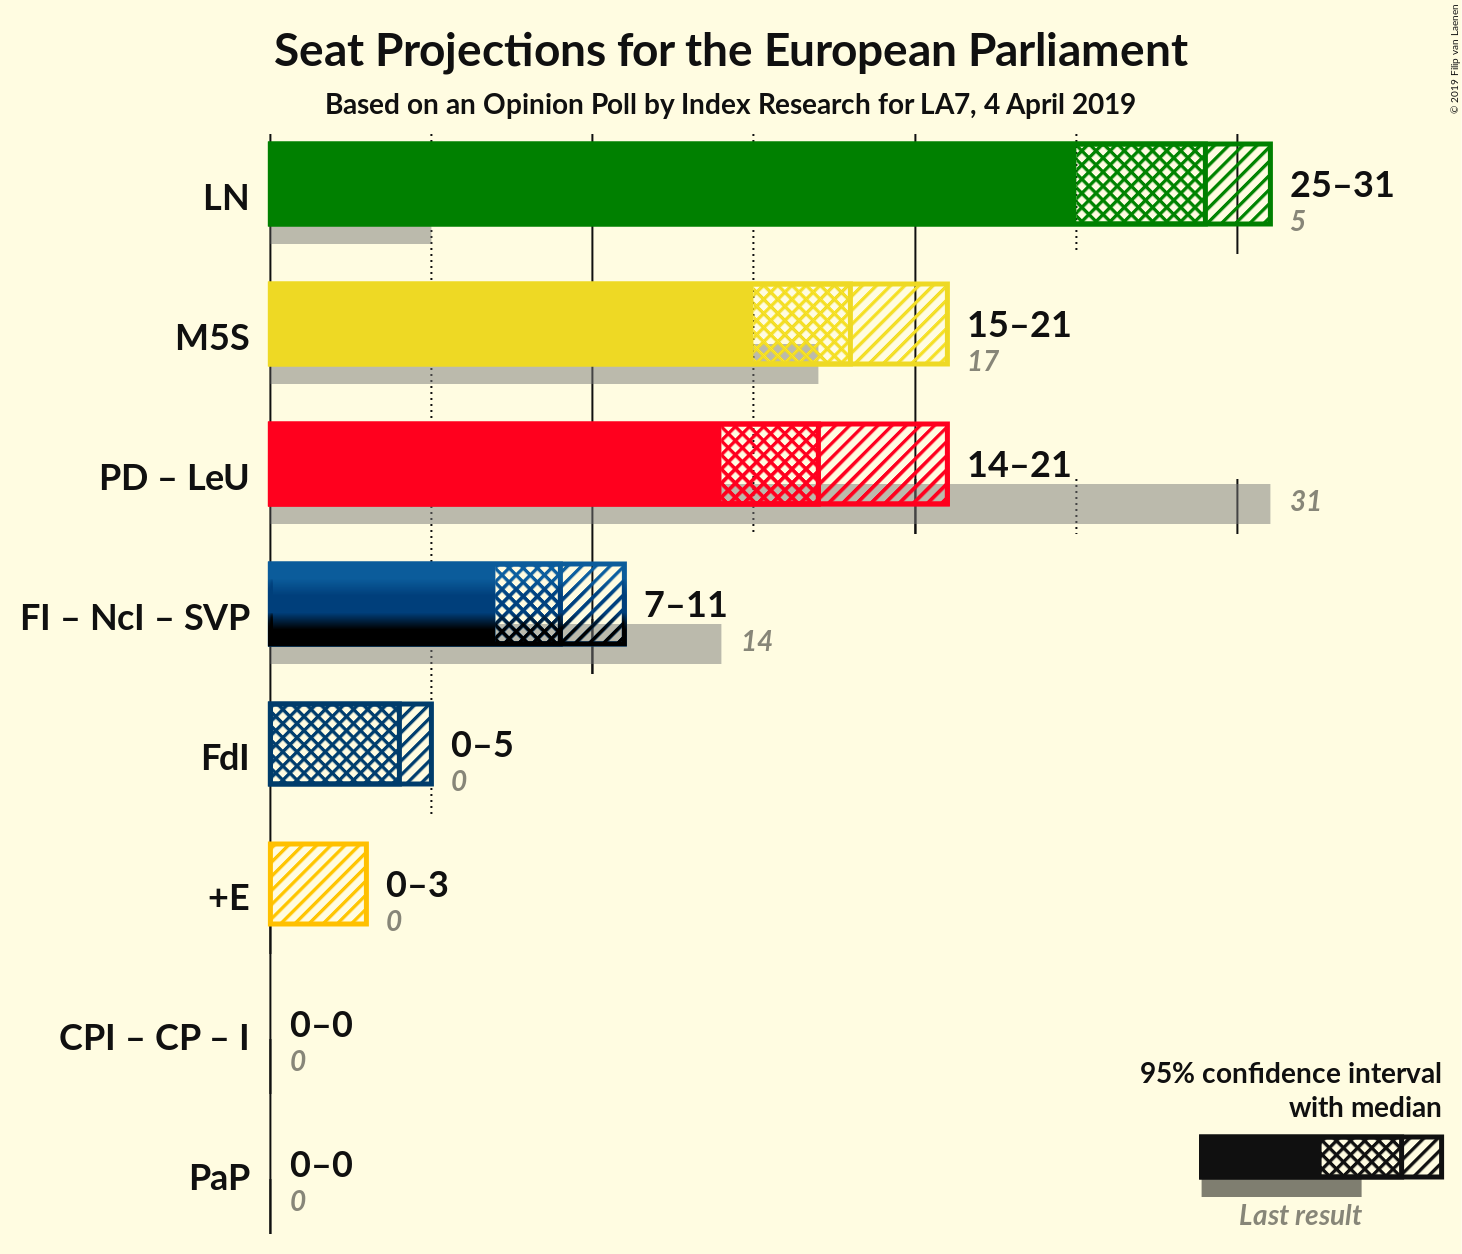 Seat Projections for the European Parliament
Based on an Opinion Poll by Index Research for LA7, 4 April 2019
© 2019 Filip van Laenen
LN
25–31
5
M5S
15–21
17
PD – LeU
14–21
31
FI – NcI – SVP
7–11
14
FdI
0–5
0
+E
0–3
0
CPI – CP – I
0–0
0
PaP
0–0
0
95% confidence interval
with median
Last result